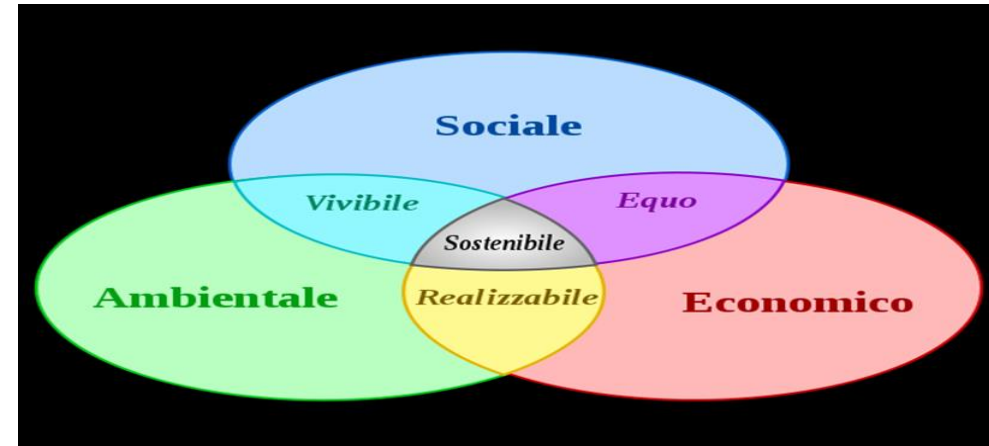 Sociale
Vivibile
Equo
Sostenibile
Ambientale
Realizzabile
Economico